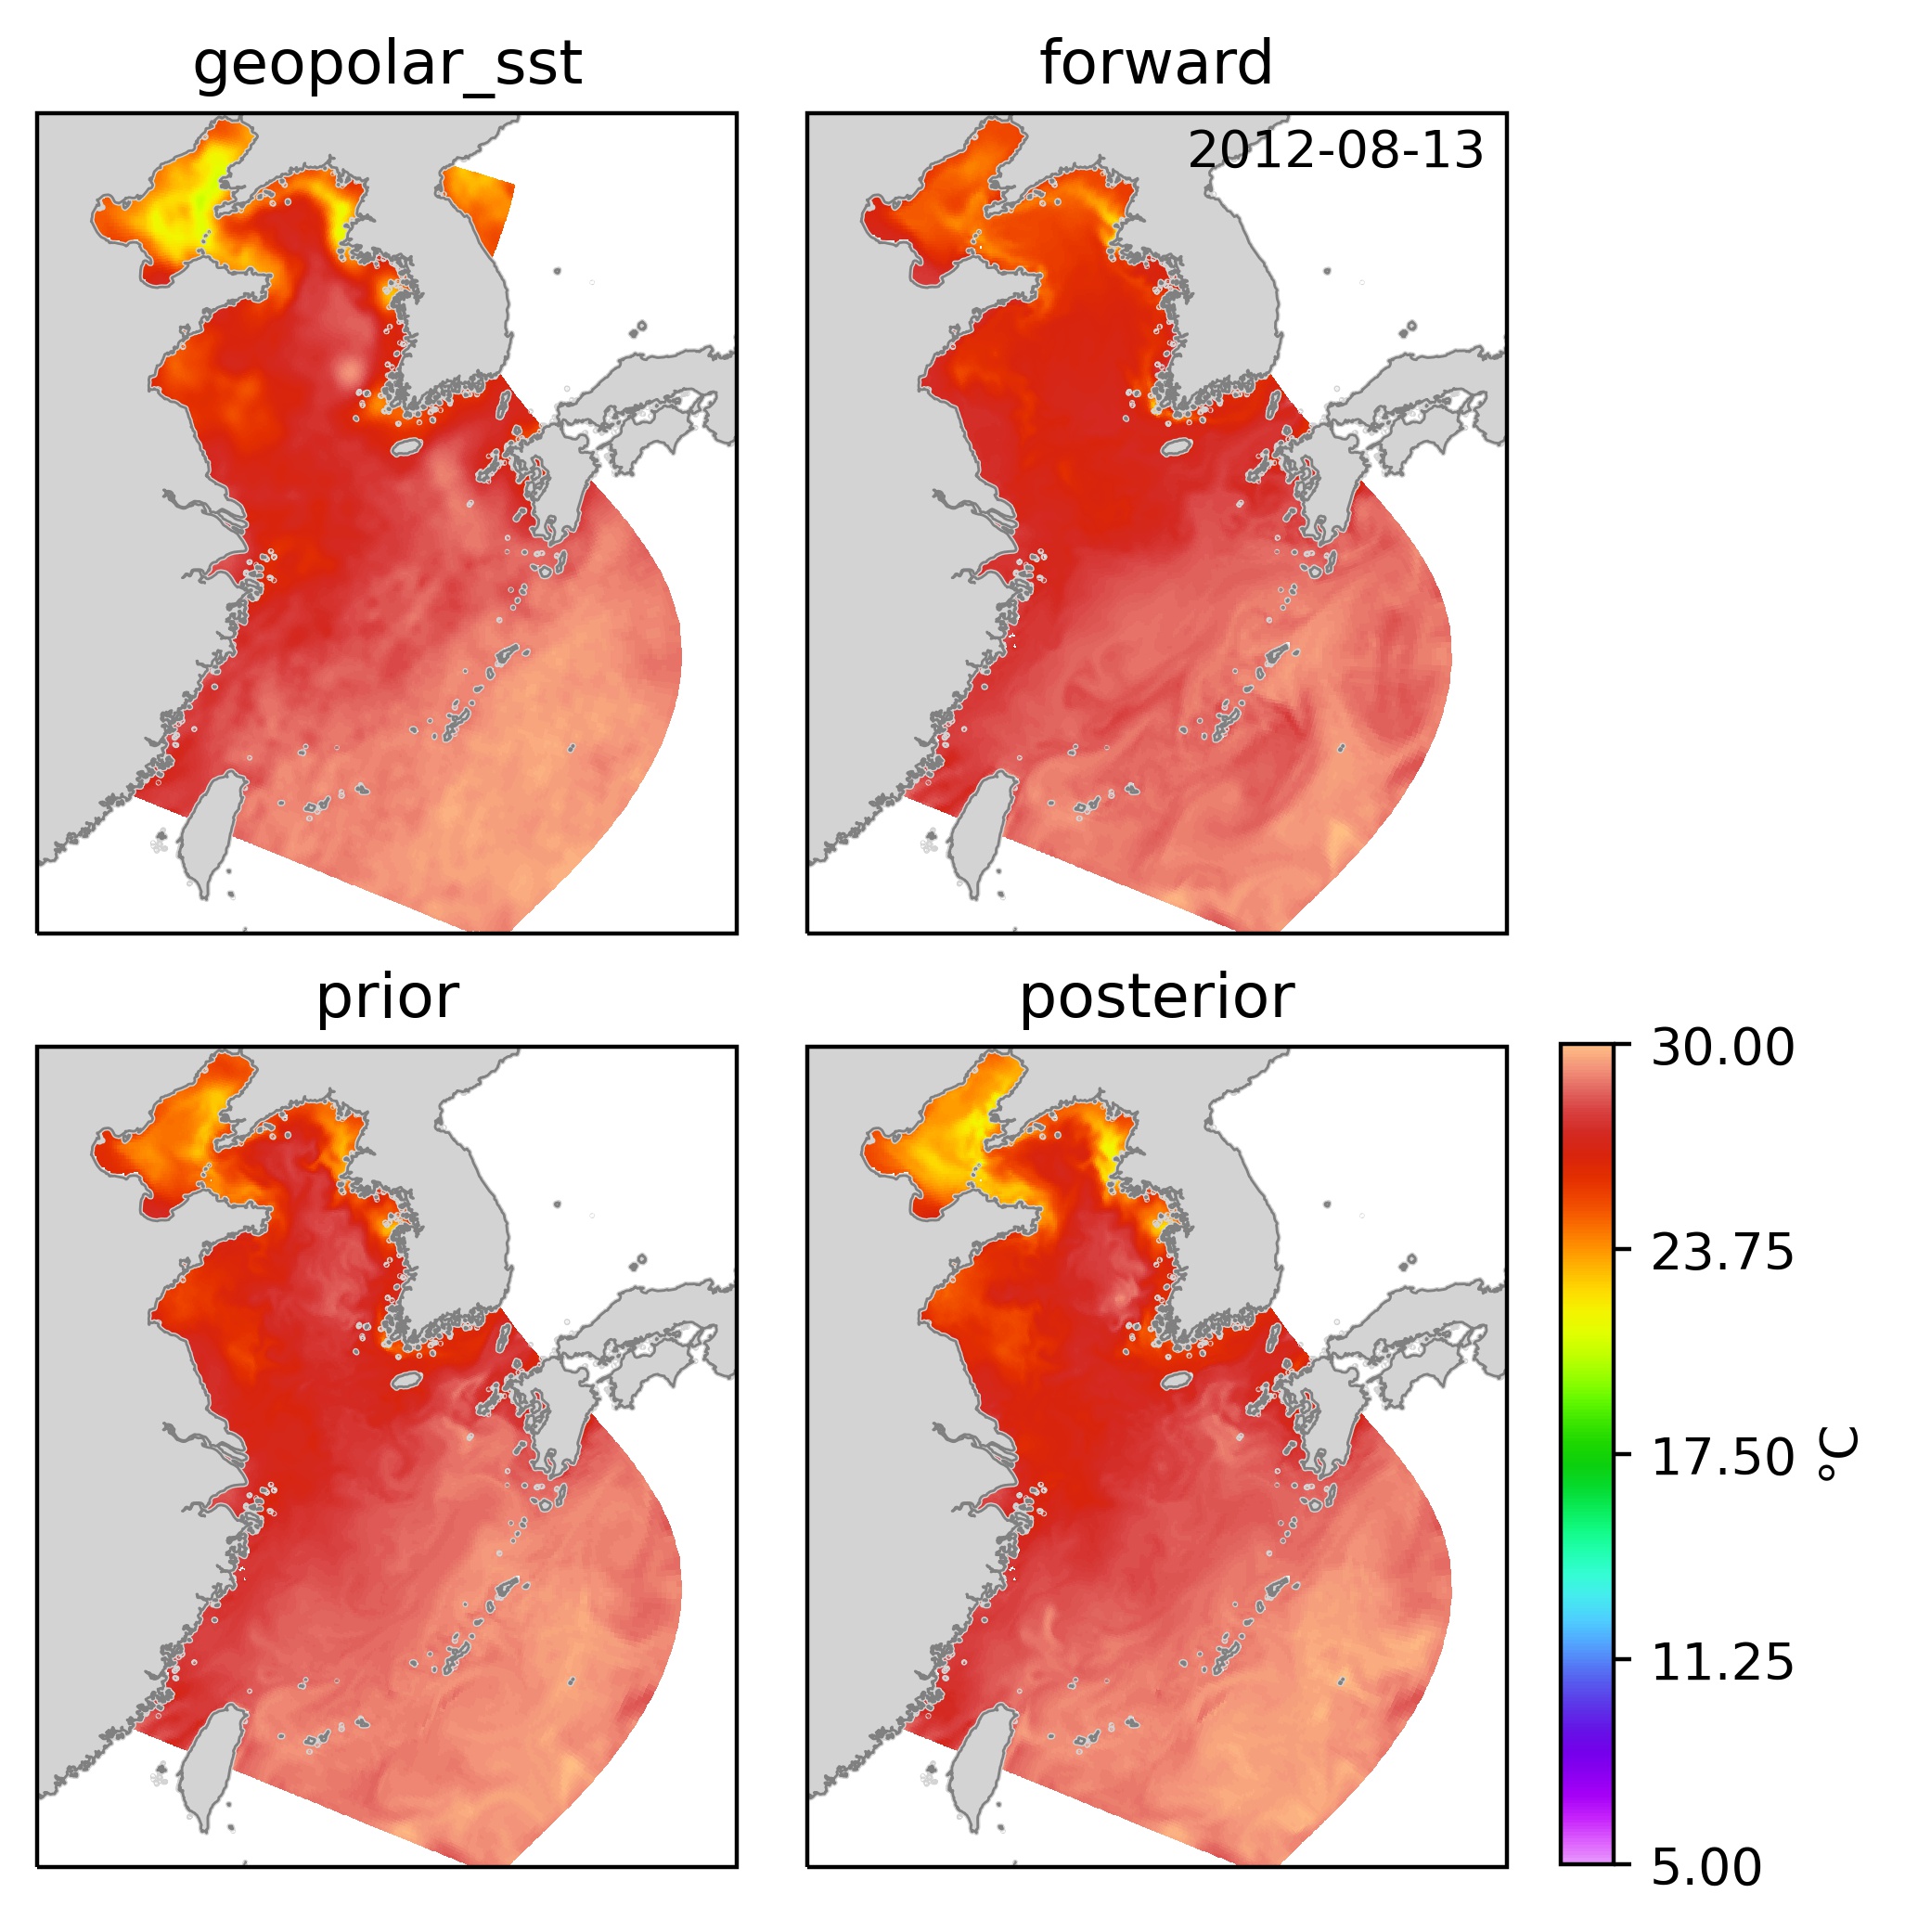 geopolar_sst
forward
2012-08-13
prior
posterior
30.00
23.75
17.50
11.25
5.00
°C